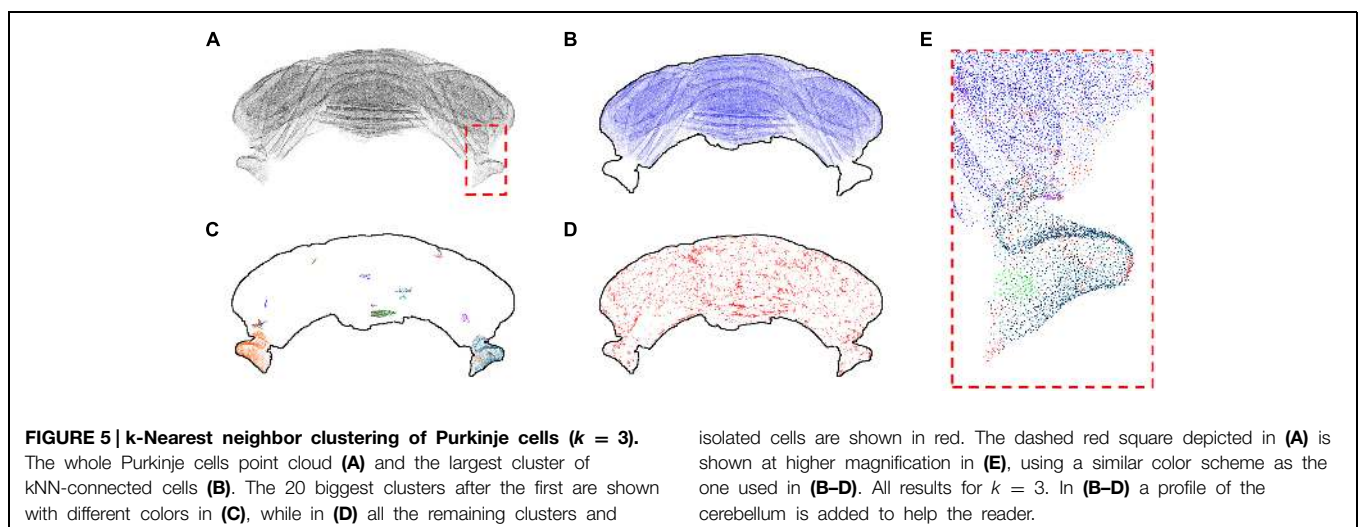 A
B
E
C
D
FIGURE 5 | k-Nearest neighbor clustering of Purkinje cells (k = 3).
The whole Purkinje cells point cloud (A) and the largest cluster of
kNN-connected cells (B). The 20 biggest clusters after the first are shown
with different colors in (C), while in (D) all the remaining clusters and
isolated cells are shown in red. The dashed red square depicted in (A) is
shown at higher magnification in (E), using a similar color scheme as the
one used in (B–D). All results for k = 3. In (B–D) a profile of the
cerebellum is added to help the reader.